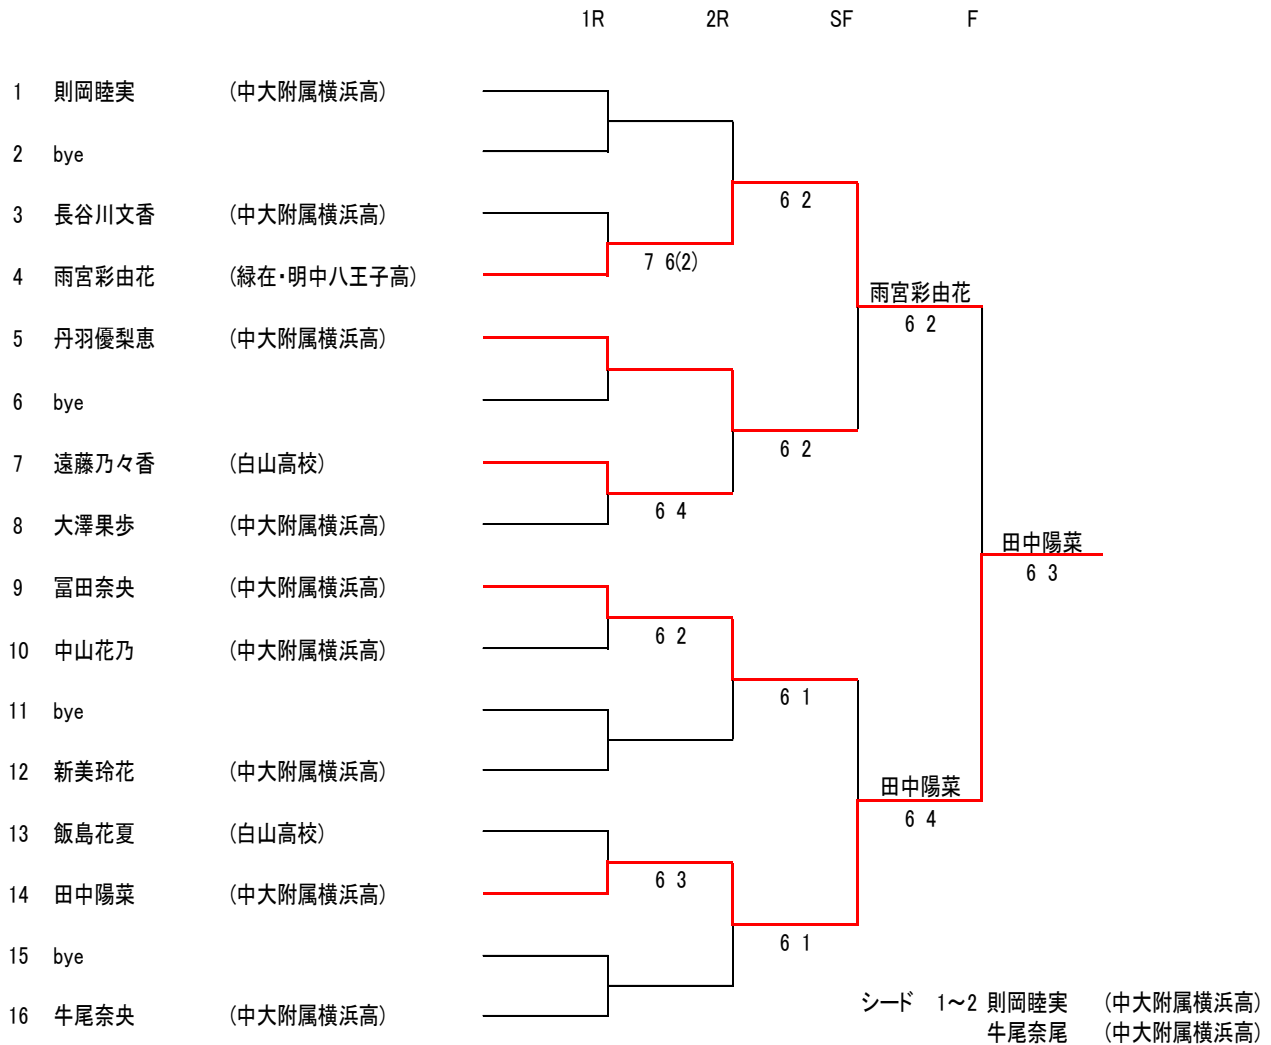 1R 2R SF F
1 則岡睦実 (中大附属横浜高)
2 bye
6 2
3 長谷川文香 (中大附属横浜高)
7 6(2)
4 雨宮彩由花 (緑在・明中八王子高)
雨宮彩由花
6 2
5 丹羽優梨恵 (中大附属横浜高)
6 bye
6 2
7 遠藤乃々香 (白山高校)
6 4
8 大澤果歩 (中大附属横浜高)
田中陽菜
6 3
9 冨田奈央 (中大附属横浜高)
6 2
10 中山花乃 (中大附属横浜高)
6 1
11 bye
12 新美玲花 (中大附属横浜高)
田中陽菜
6 4
13 飯島花夏 (白山高校)
6 3
14 田中陽菜 (中大附属横浜高)
6 1
15 bye
16 牛尾奈央 (中大附属横浜高)
シード 1～2 則岡睦実 (中大附属横浜高)
牛尾奈尾 (中大附属横浜高)